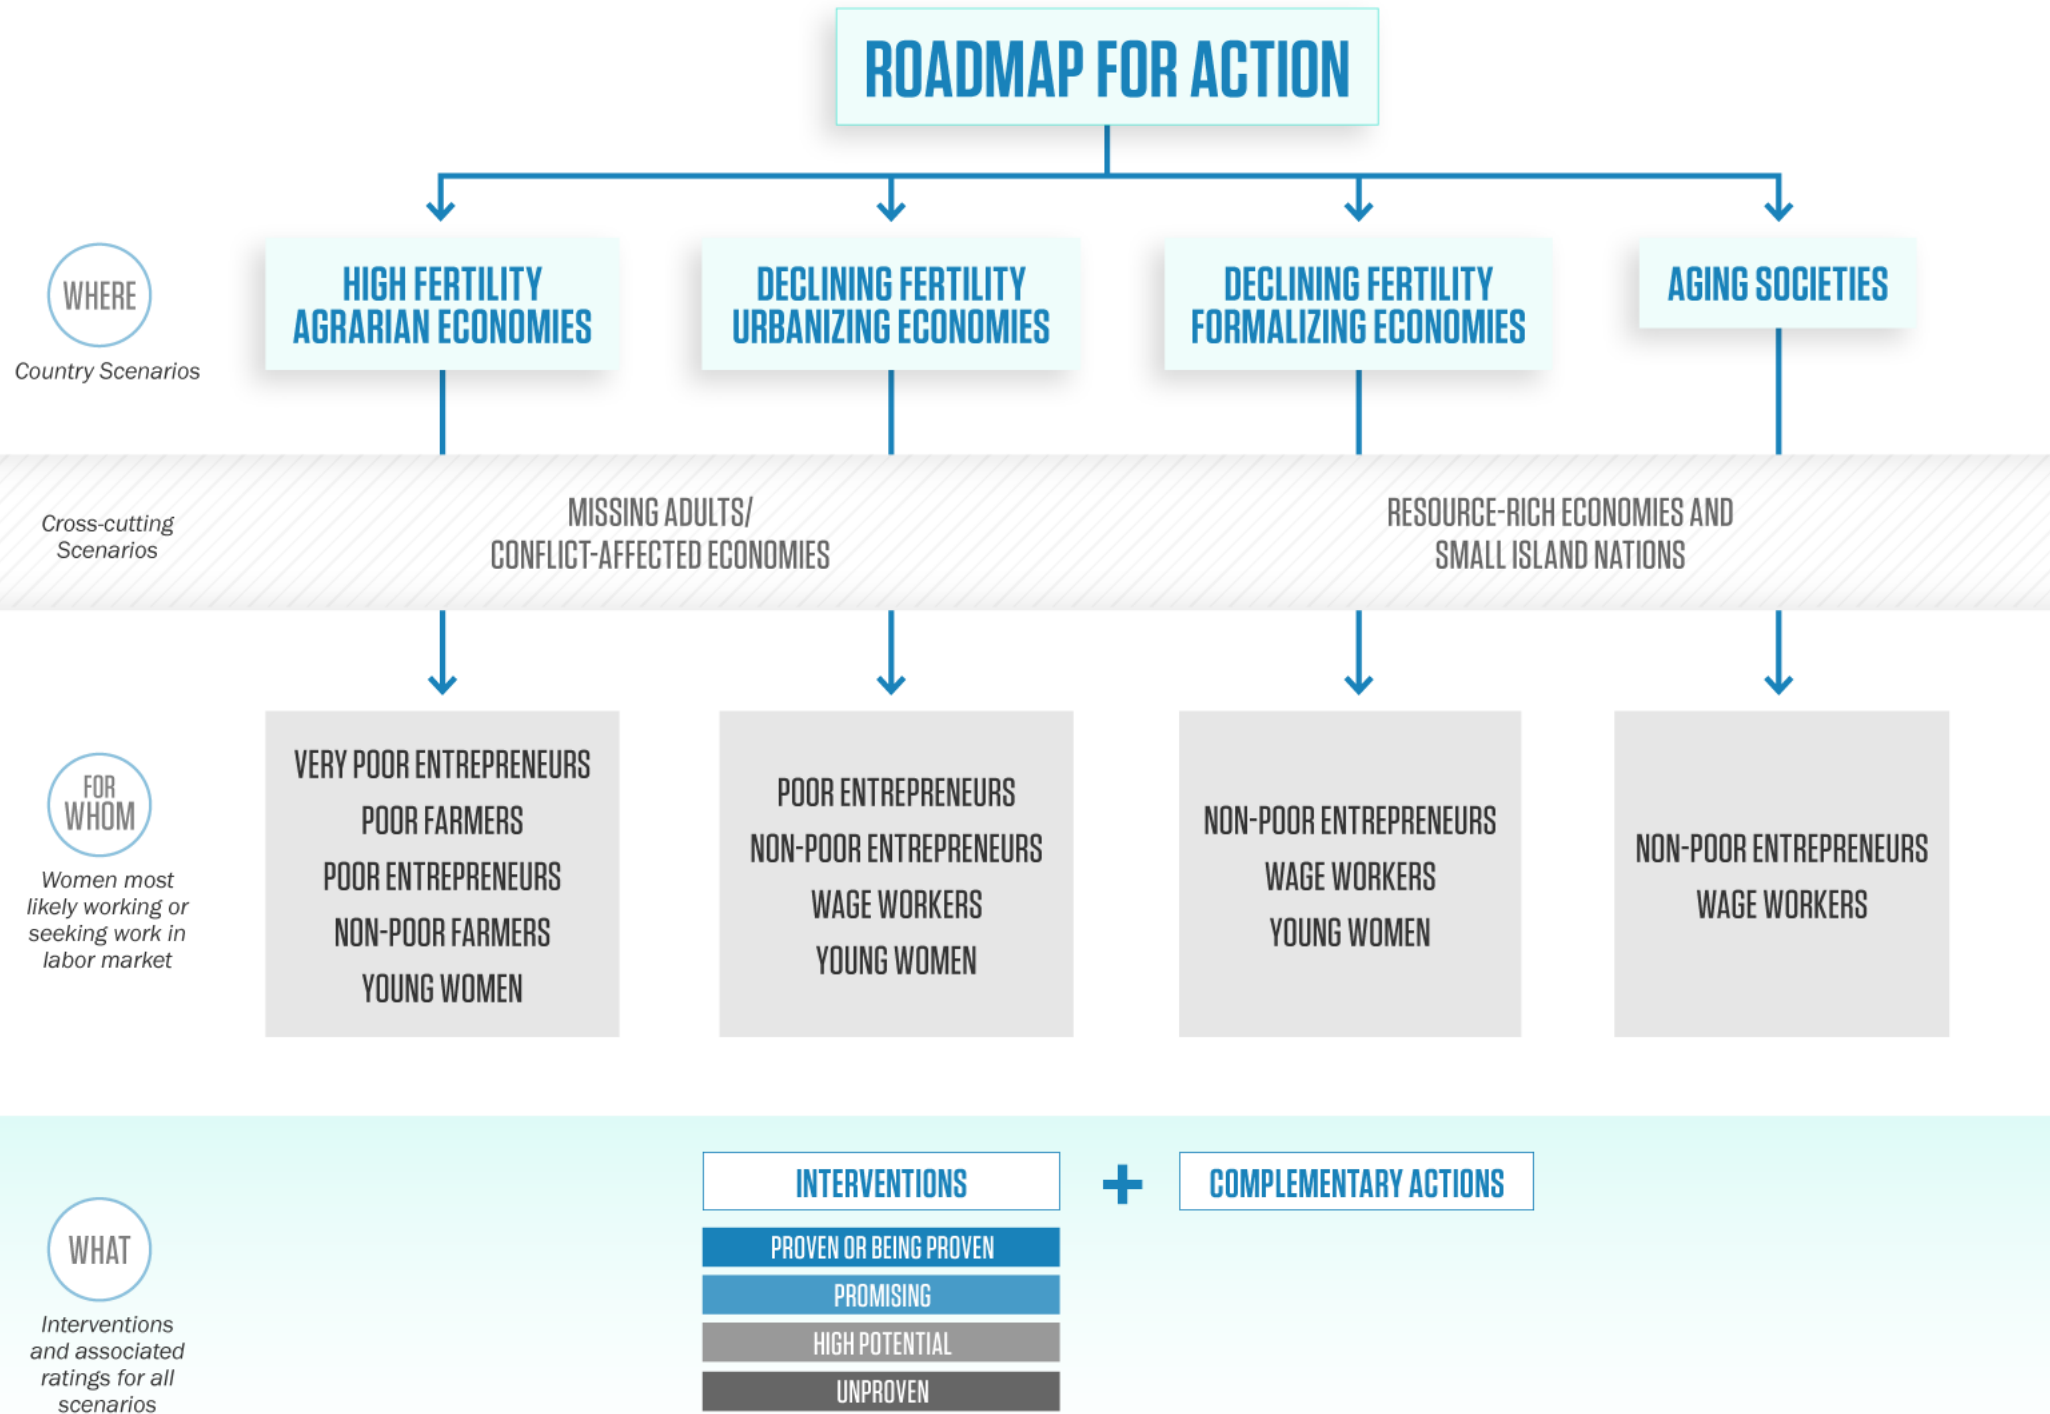 ROADMAP FOR ACTION
WHERE
Country Scenarios
HIGH FERTILITY
AGRARIAN ECONOMIES
DECLINING FERTILITY
URBANIZING ECONOMIES
DECLINING FERTILITY
FORMALIZING ECONOMIES
AGING SOCIETIES
Cross-cutting
Scenarios
MISSING ADULTS/
CONFLICT-AFFECTED ECONOMIES
RESOURCE-RICH ECONOMIES AND
SMALL ISLAND NATIONS
FOR
WHOM
Women most
likely working or
seeking work in
labor market
VERY POOR ENTREPRENEURS
POOR FARMERS
POOR ENTREPRENEURS
NON-POOR FARMERS
YOUNG WOMEN
POOR ENTREPRENEURS
NON-POOR ENTREPRENEURS
WAGE WORKERS
YOUNG WOMEN
NON-POOR ENTREPRENEURS
WAGE WORKERS
YOUNG WOMEN
NON-POOR ENTREPRENEURS
WAGE WORKERS
WHAT
Interventions
and associated
ratings for all
scenarios
INTERVENTIONS
+
COMPLEMENTARY ACTIONS
PROVEN OR BEING PROVEN
PROMISING
HIGH POTENTIAL
UNPROVEN